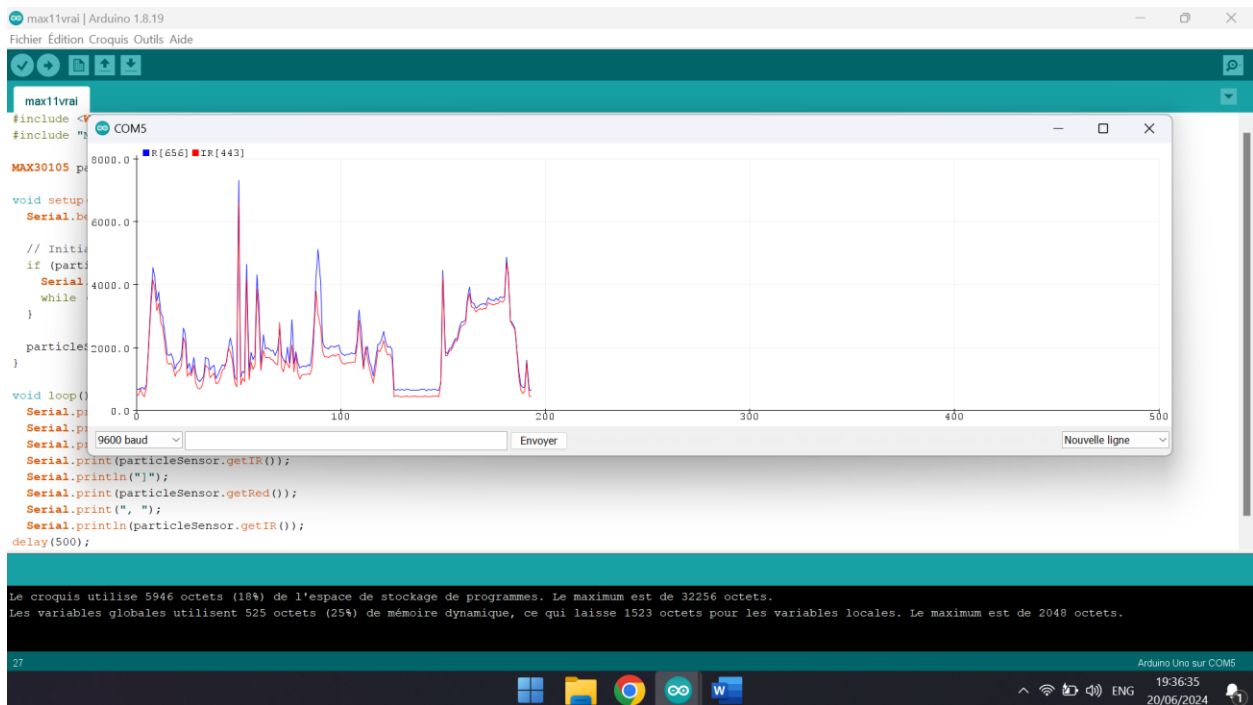 max11vrai | Arduino 1.8.19
Fichier Édition Croquis Outils Aide
max11vrai
#include <
#include "
COM5
MAX30105
void setup
Serial.be
// Initia
if (parti
Serial.
while
}
particleS
}
void loop()
Serial.p
Serial.p
Serial.p
R[656] IR[443]
8000.0
6000.0
4000.0
2000.0
0.0
0 100 200 300 400 500
9600 baud Envoyer Nouvelle ligne
Serial.print(particleSensor.getIR());
Serial.println("]");
Serial.print(particleSensor.getRed());
Serial.print(", ");
Serial.println(particleSensor.getIR());
delay(500);
Le croquis utilise 5946 octets (18%) de l'espace de stockage de programmes. Le maximum est de 32256 octets.
Les variables globales utilisent 525 octets (25%) de mémoire dynamique, ce qui laisse 1523 octets pour les variables locales. Le maximum est de 2048 octets.
27 Arduino Uno sur COM5
W
ENG
19:36:35
20/06/2024
1